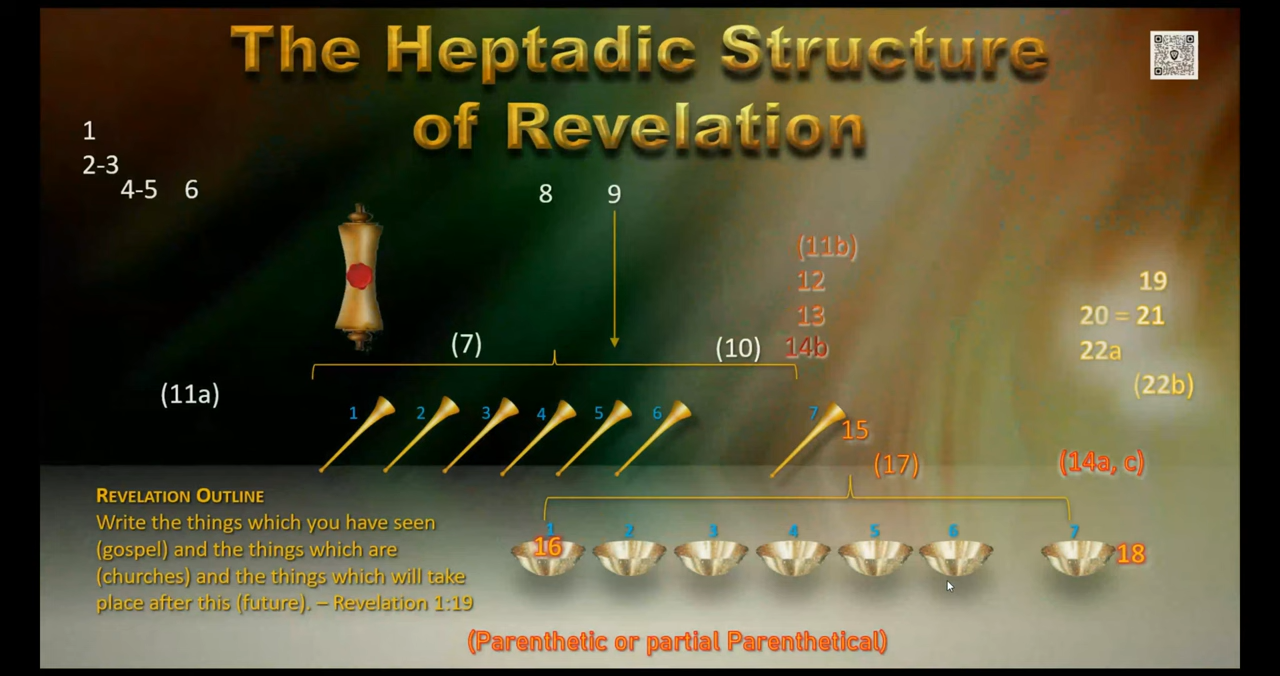 The Heptadic Structure
of Revelation
1
2-3
4-5 6
8 9
(11b)
12
13
14b
19
20 = 21
22a
(22b)
(7)
(10)
(11a)
1 2 3 4 5 6 7
15
(17)
(14a, c)
REVELATION OUTLINE
Write the things which you have seen
(gospel) and the things which are
(churches) and the things which will take
place after this (future). – Revelation 1:19
1 2 3 4 5 6 7
16
18
(Parenthetic or partial Parenthetical)